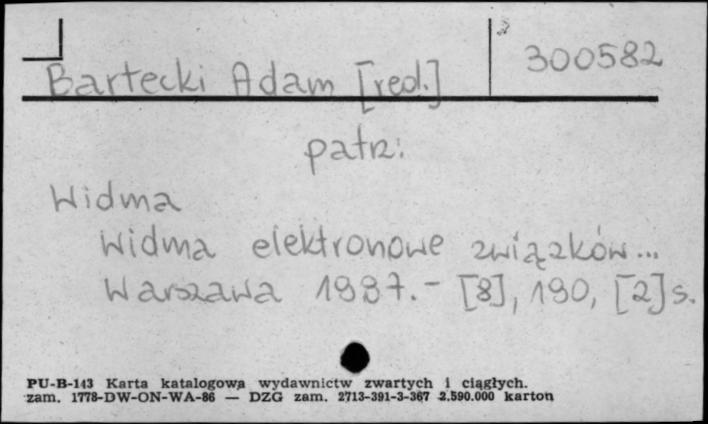 Bartecki Adam [red.]
300582
patrz:
Widma
Widma elektronowe związków...
Warszawa 1987.- [8], 190, [2] s.
PU-B-143 Karta katalogowa wydawnictw zwartych i ciągłych.
zam. 1778-DW-ON-WA-86 — DZG zam. 2713-391-3-367 2.590.000 karton